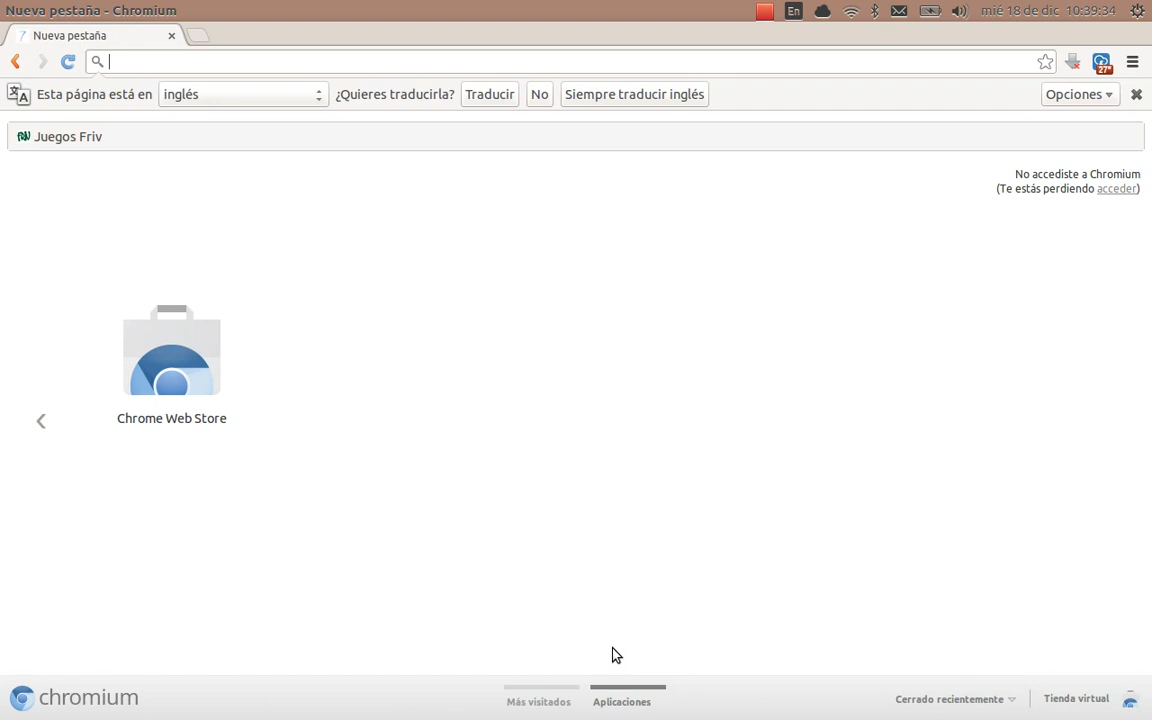 Nueva pestaña - Chromium
En
mié 18 de dic 10:39:34
Nueva pestaña
27°
Esta página está en inglés ¿Quieres traducirla? Traducir No Siempre traducir inglés Opciones
Juegos Friv
No accediste a Chromium
(Te estás perdiendo acceder)
Chrome Web Store
chromium
Más visitados
Aplicaciones
Cerrado recientemente
Tienda virtual